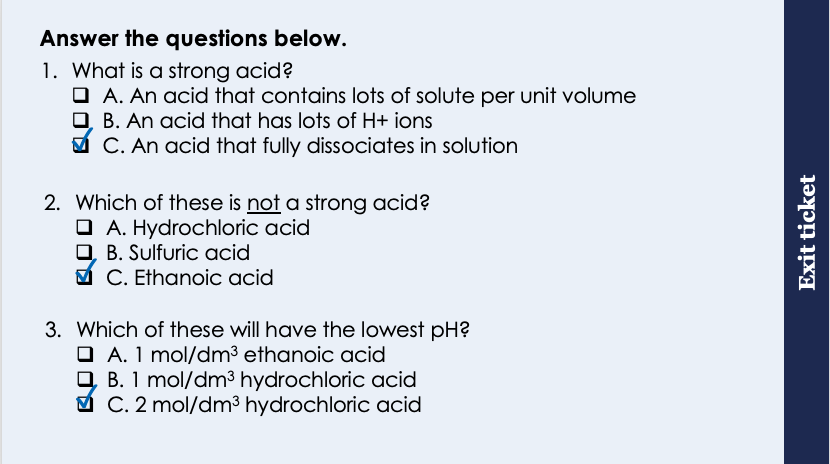 Answer the questions below.
1. What is a strong acid?
❑ A. An acid that contains lots of solute per unit volume
❑ B. An acid that has lots of H+ ions
❑ C. An acid that fully dissociates in solution
2. Which of these is not a strong acid?
❑ A. Hydrochloric acid
❑ B. Sulfuric acid
❑ C. Ethanoic acid
3. Which of these will have the lowest pH?
❑ A. 1 mol/dm³ ethanoic acid
❑ B. 1 mol/dm³ hydrochloric acid
❑ C. 2 mol/dm³ hydrochloric acid
Exit ticket